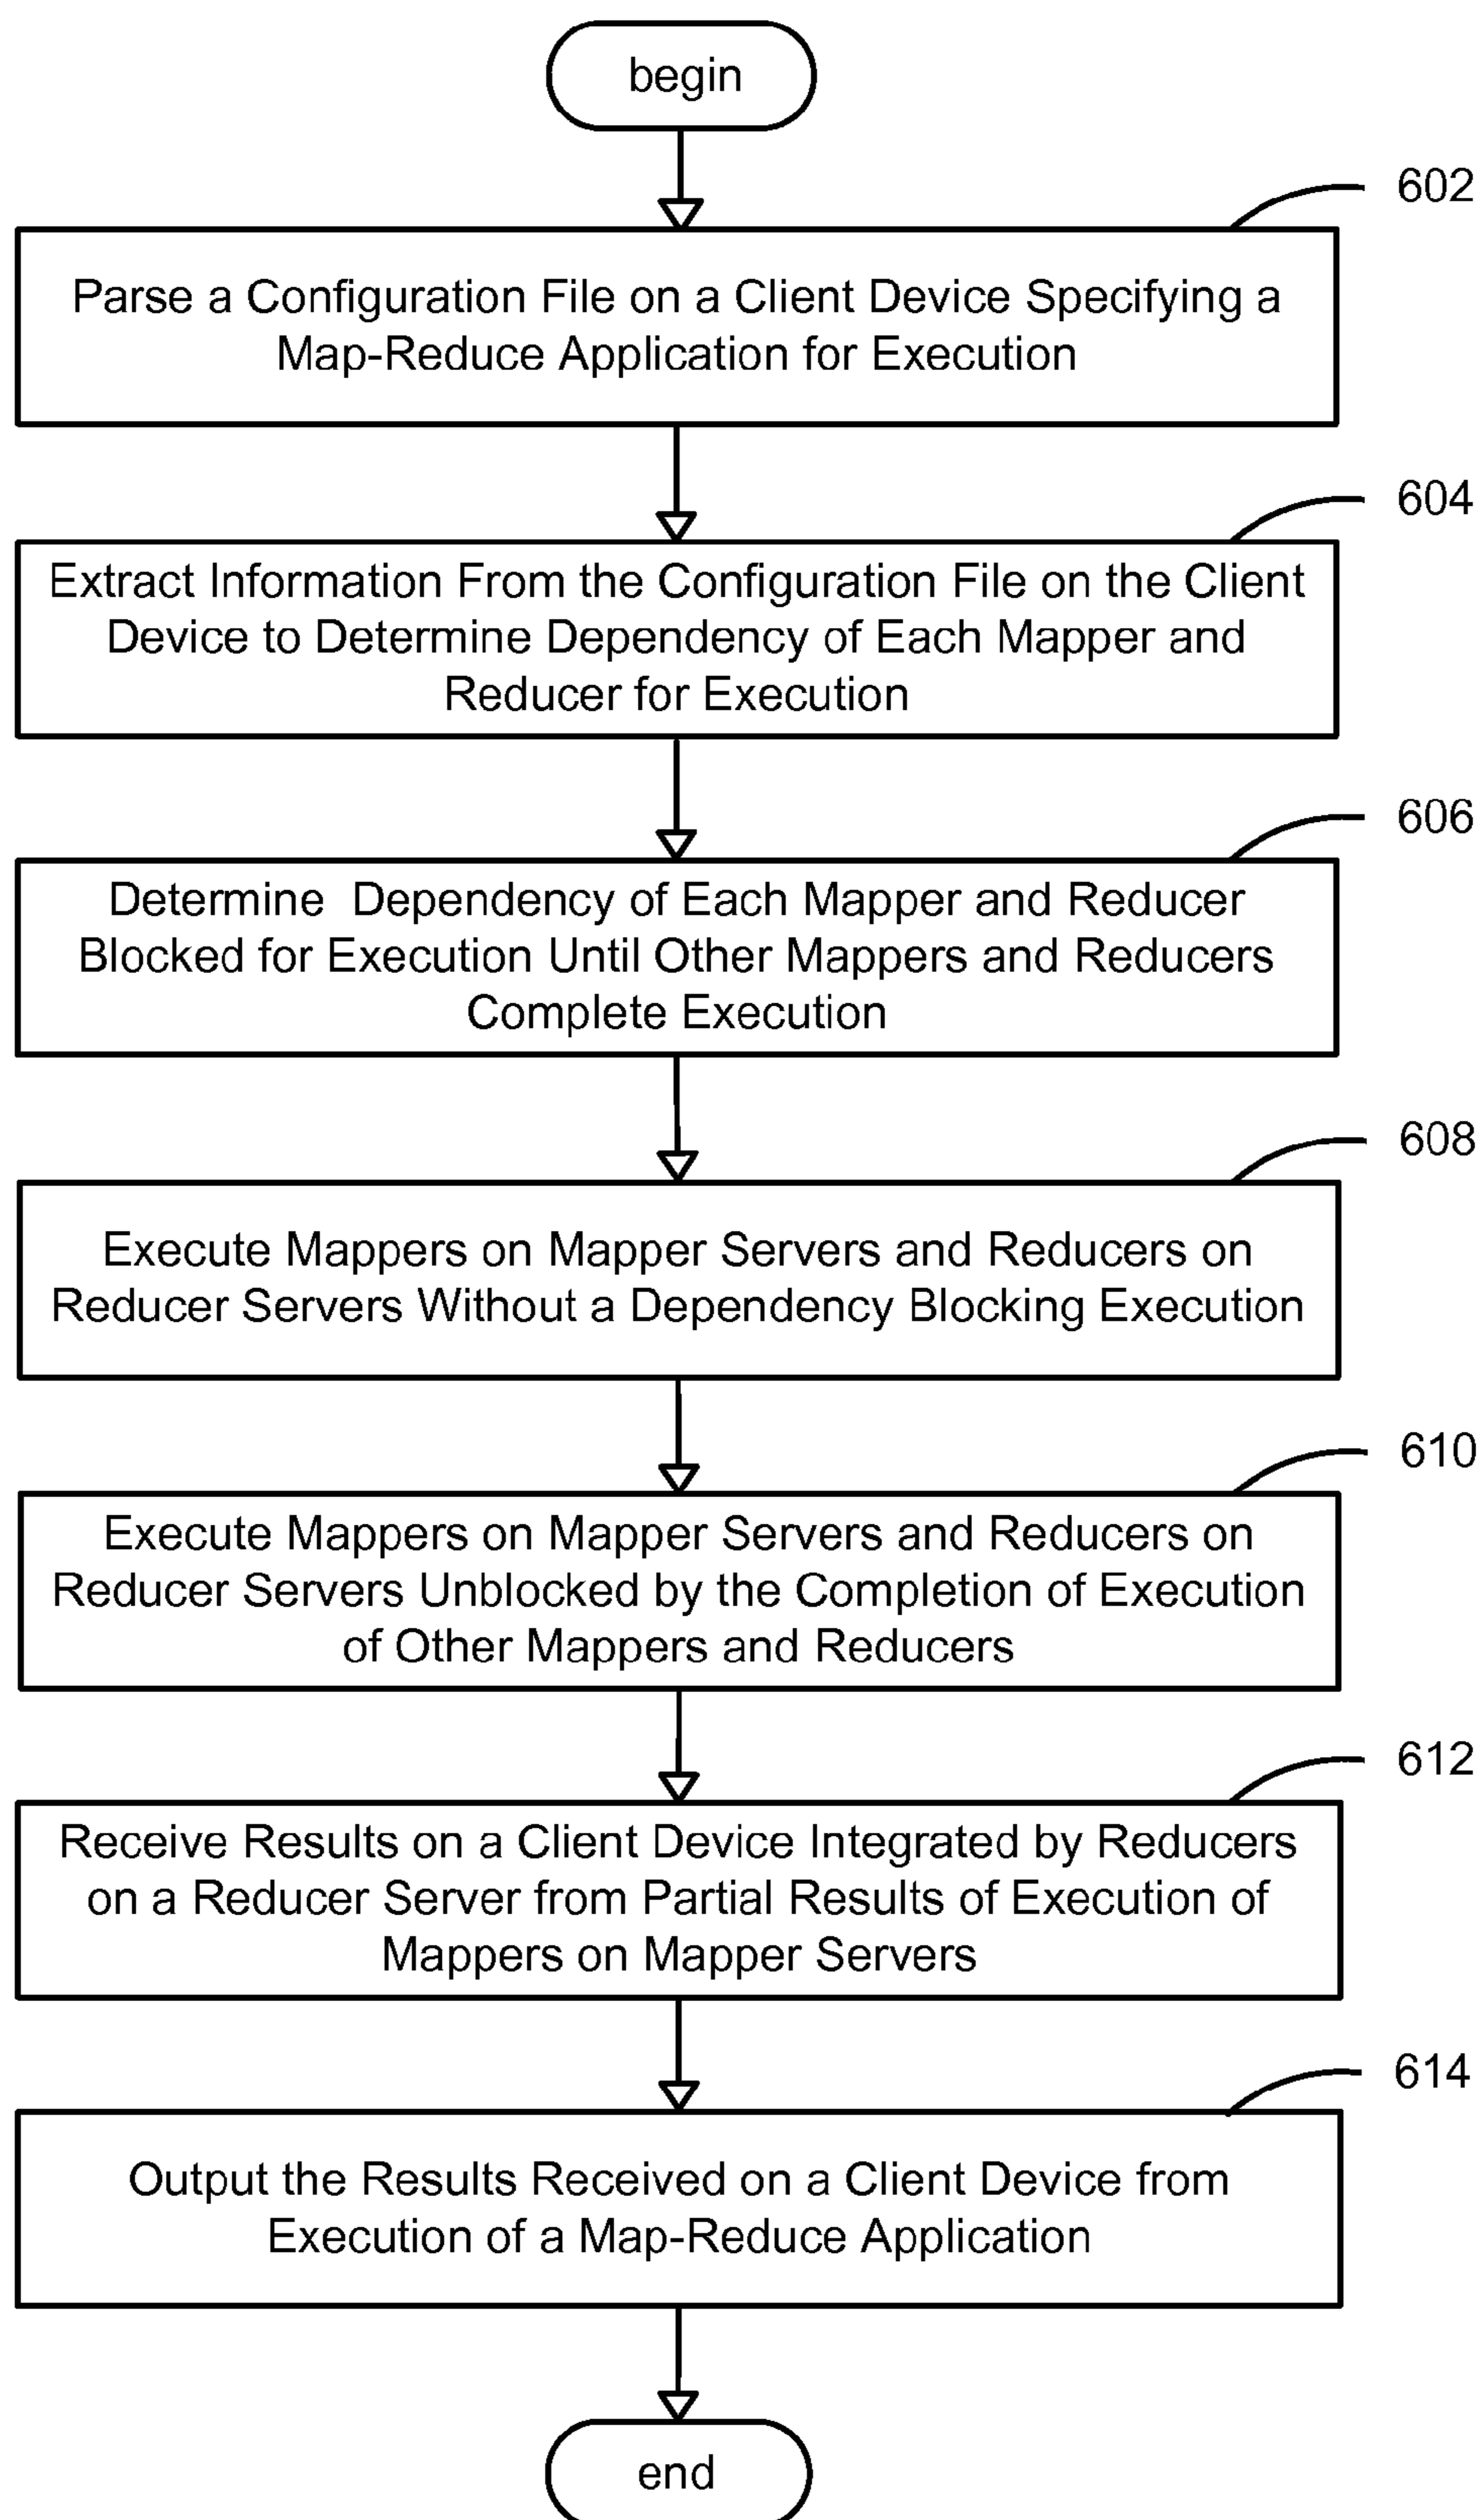 begin
602
Parse a Configuration File on a Client Device Specifying a
Map-Reduce Application for Execution
604
Extract Information From the Configuration File on the Client
Device to Determine Dependency of Each Mapper and
Reducer for Execution
606
Determine  Dependency of Each Mapper and Reducer
Blocked for Execution Until Other Mappers and Reducers
Complete Execution
608
Execute Mappers on Mapper Servers and Reducers on
Reducer Servers Without a Dependency Blocking Execution
610
Execute Mappers on Mapper Servers and Reducers on
Reducer Servers Unblocked by the Completion of Execution
of Other Mappers and Reducers
612
Receive Results on a Client Device Integrated by Reducers
on a Reducer Server from Partial Results of Execution of
Mappers on Mapper Servers
614
Output the Results Received on a Client Device from
Execution of a Map-Reduce Application
end